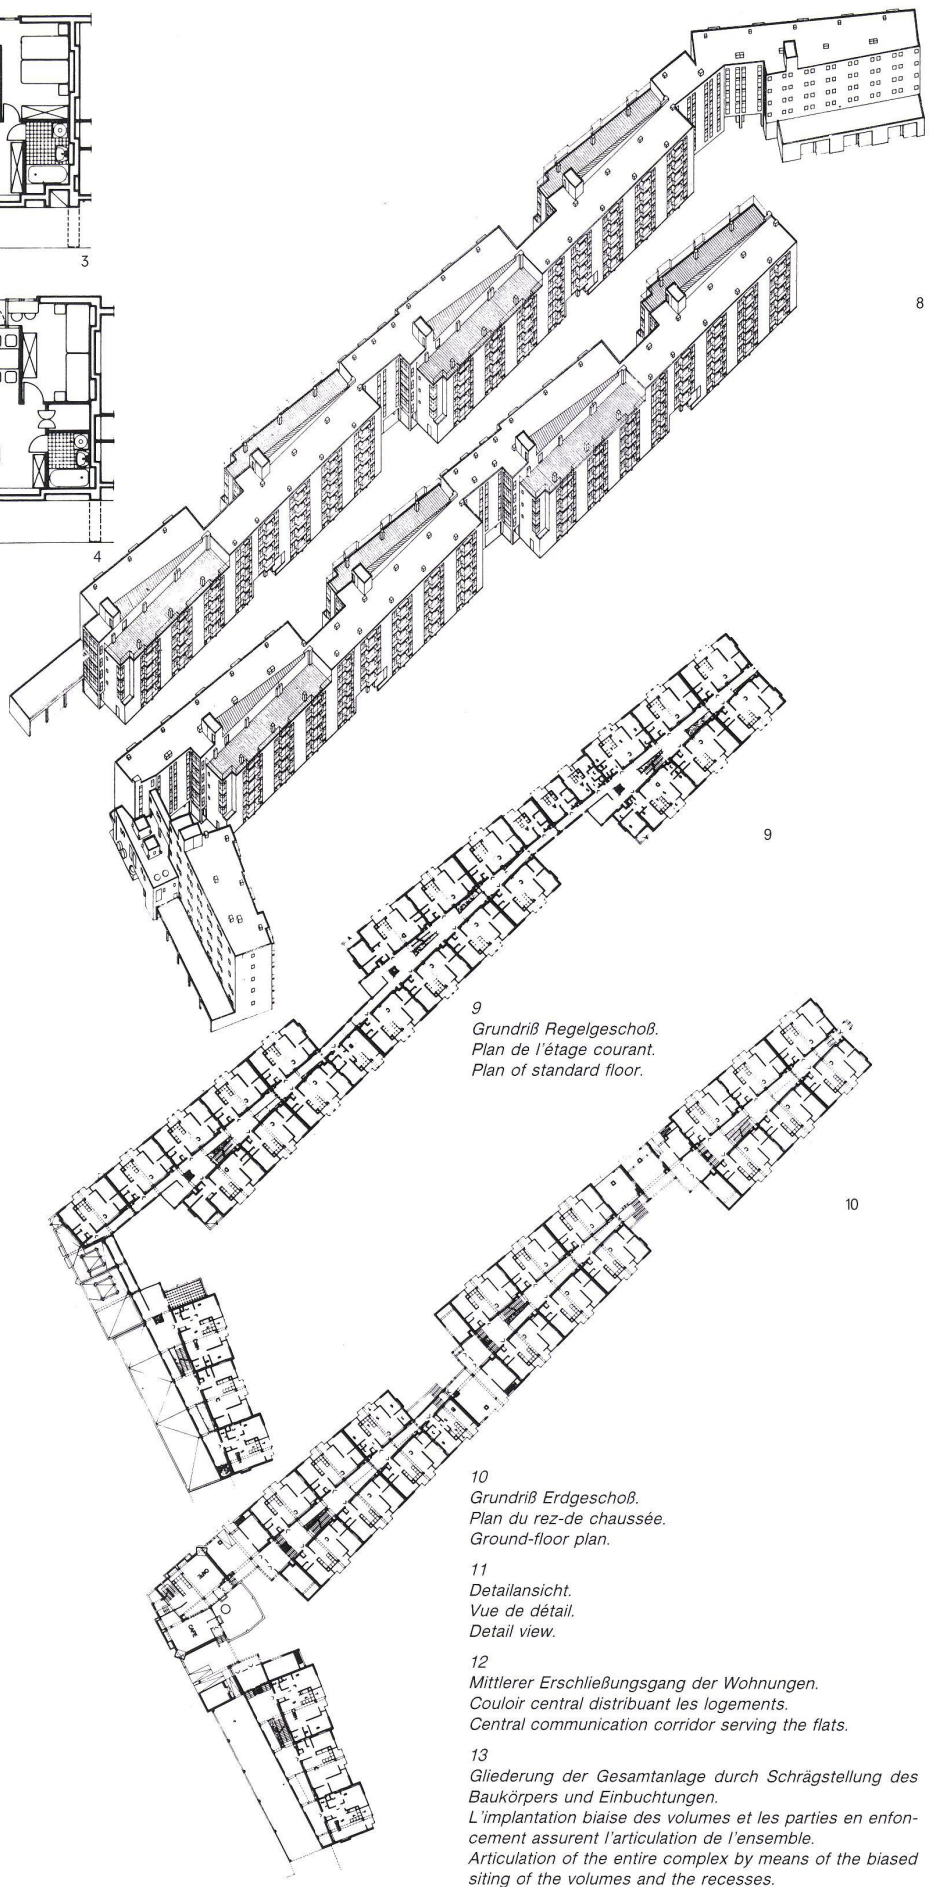 3
8
4
9
9
Grundriß Regelgeschoß.
Plan de l'étage courant.
Plan of standard floor.
10
10
Grundriß Erdgeschoß.
Plan du rez-de chaussée.
Ground-floor plan.
11
Detailansicht.
Vue de détail.
Detail view.
12
Mittlerer Erschließungsgang der Wohnungen.
Couloir central distribuant les logements.
Central communication corridor serving the flats.
13
Gliederung der Gesamtanlage durch Schrägstellung des
Baukörpers und Einbuchtungen.
L'implantation biaise des volumes et les parties en enfon-
cement assurent l'articulation de l'ensemble.
Articulation of the entire complex by means of the biased
siting of the volumes and the recesses.